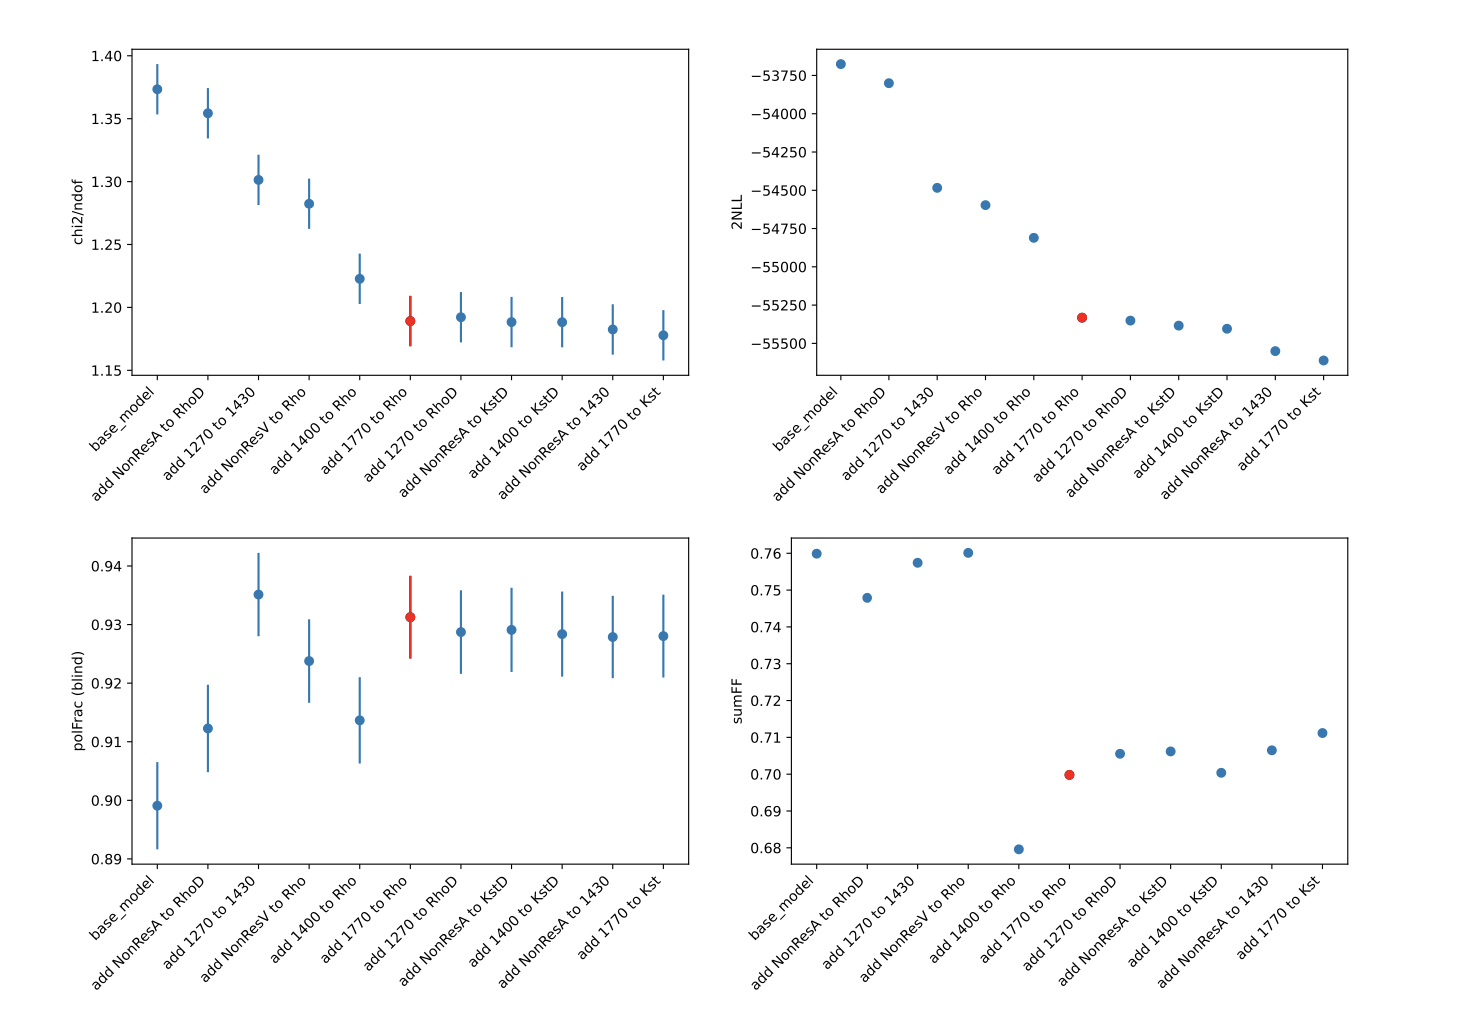 1.40
1.35
1.30
1.25
1.20
1.15
chi2/ndof
base_model
add NonResA to RhoD
add 1270 to 1430
add NonResV to Rho
add 1400 to Rho
add 1770 to Rho
add 1270 to RhoD
add NonResA to KstD
add 1400 to KstD
add NonResA to 1430
add 1770 to Kst
−53750
−54000
−54250
−54500
−54750
−55000
−55250
−55500
2NLL
base_model
add NonResA to RhoD
add 1270 to 1430
add NonResV to Rho
add 1400 to Rho
add 1770 to Rho
add 1270 to RhoD
add NonResA to KstD
add 1400 to KstD
add NonResA to 1430
add 1770 to Kst
0.94
0.93
0.92
0.91
0.90
0.89
polFrac (blind)
base_model
add NonResA to RhoD
add 1270 to 1430
add NonResV to Rho
add 1400 to Rho
add 1770 to Rho
add 1270 to RhoD
add NonResA to KstD
add 1400 to KstD
add NonResA to 1430
add 1770 to Kst
0.76
0.75
0.74
0.73
0.72
0.71
0.70
0.69
0.68
sumFF
base_model
add NonResA to RhoD
add 1270 to 1430
add NonResV to Rho
add 1400 to Rho
add 1770 to Rho
add 1270 to RhoD
add NonResA to KstD
add 1400 to KstD
add NonResA to 1430
add 1770 to Kst